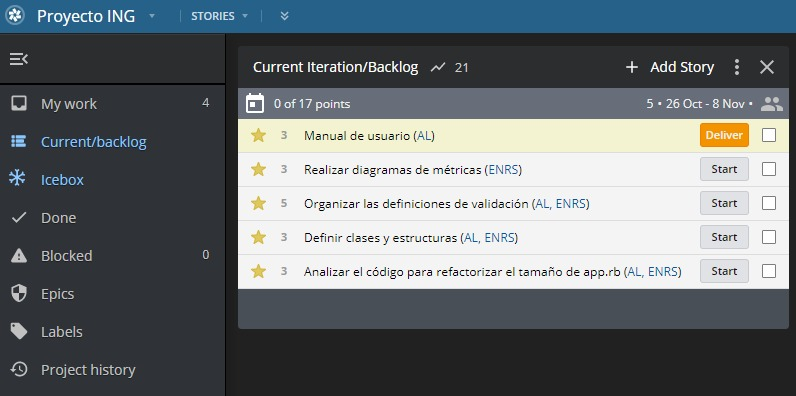 Proyecto ING STORIES
Current Iteration/Backlog 21 + Add Story
0 of 17 points 5 • 26 Oct - 8 Nov •
My work 4
Current/backlog
Icebox
Done
Blocked 0
Epics
Labels
Project history
3 Manual de usuario (AL) Deliver
3 Realizar diagramas de métricas (ENRS) Start
5 Organizar las definiciones de validación (AL, ENRS) Start
3 Definir clases y estructuras (AL, ENRS) Start
3 Analizar el código para refactorizar el tamaño de app.rb (AL, ENRS) Start